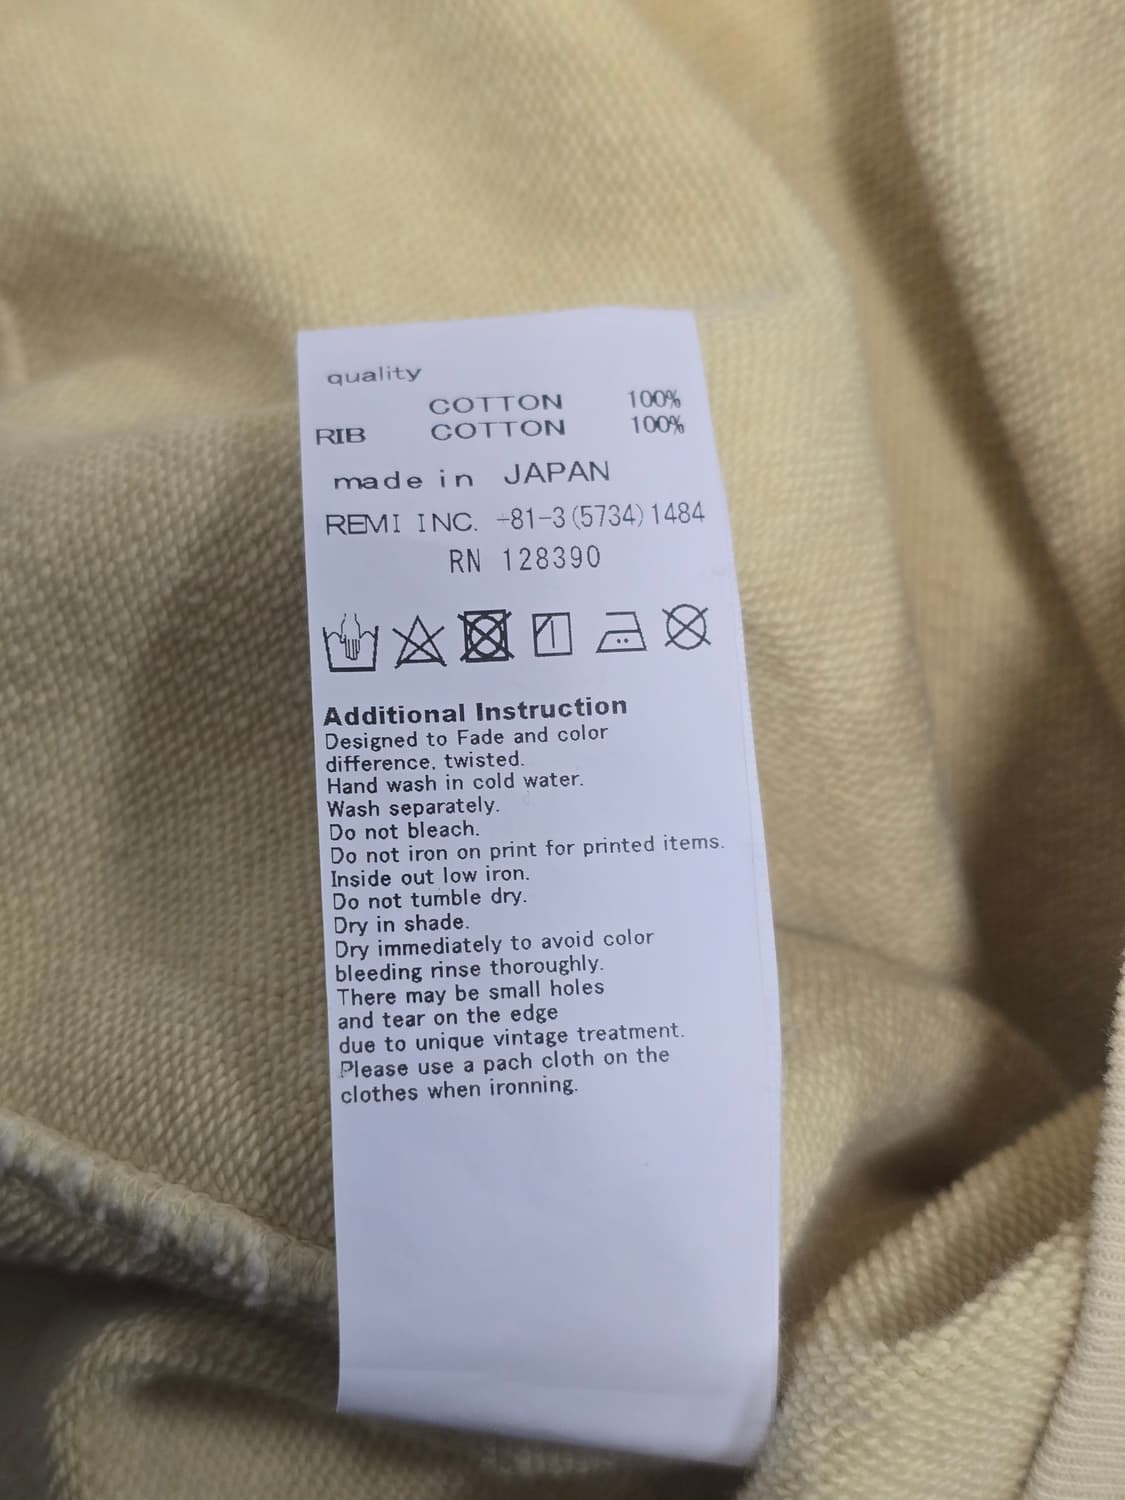 quality
COTTON 100%
RIB COTTON 100%
made in JAPAN
REMI INC. +81-3(5734)1484
RN 128390
Additional Instruction
Designed to Fade and color
difference, twisted.
Hand wash in cold water.
Wash separately.
Do not bleach.
Do not iron on print for printed items.
Inside out low iron.
Do not tumble dry.
Dry in shade.
Dry immediately to avoid color
bleeding rinse thoroughly.
There may be small holes
and tear on the edge
due to unique vintage treatment.
Please use a pach cloth on the
clothes when ironning.